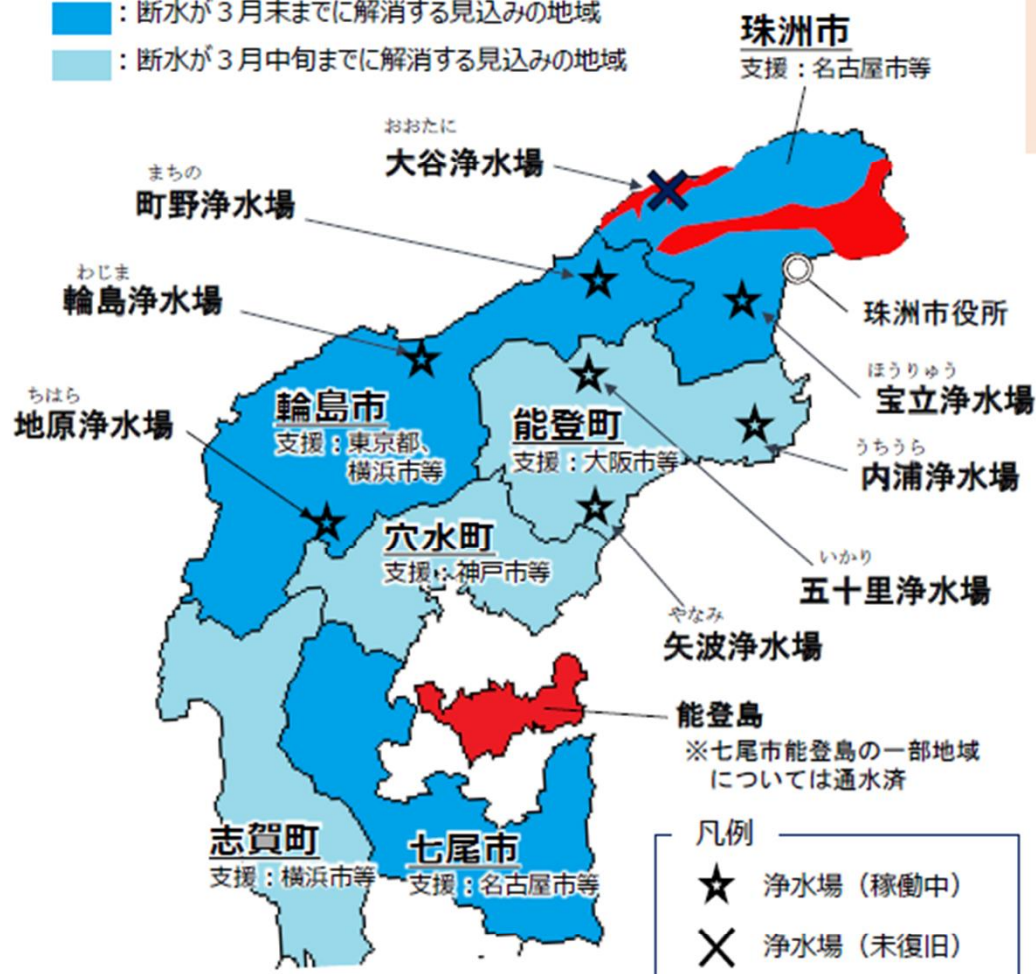 ：断水が３月末までに解消する見込みの地域
：断水が３月中旬までに解消する見込みの地域
珠洲市
支援：名古屋市等
おおたに
大谷浄水場
まちの
町野浄水場
わじま
輪島浄水場
珠洲市役所
ほうりゅう
宝立浄水場
ちはら
地原浄水場
輪島市
支援：東京都、
横浜市等
能登町
支援：大阪市等
うちうら
内浦浄水場
穴水町
支援：神戸市等
いかり
五十里浄水場
やなみ
矢波浄水場
能登島
※七尾市能登島の一部地域
については通水済
志賀町
支援：横浜市等
七尾市
支援：名古屋市等
凡例
浄水場（稼働中）
浄水場（未復旧）